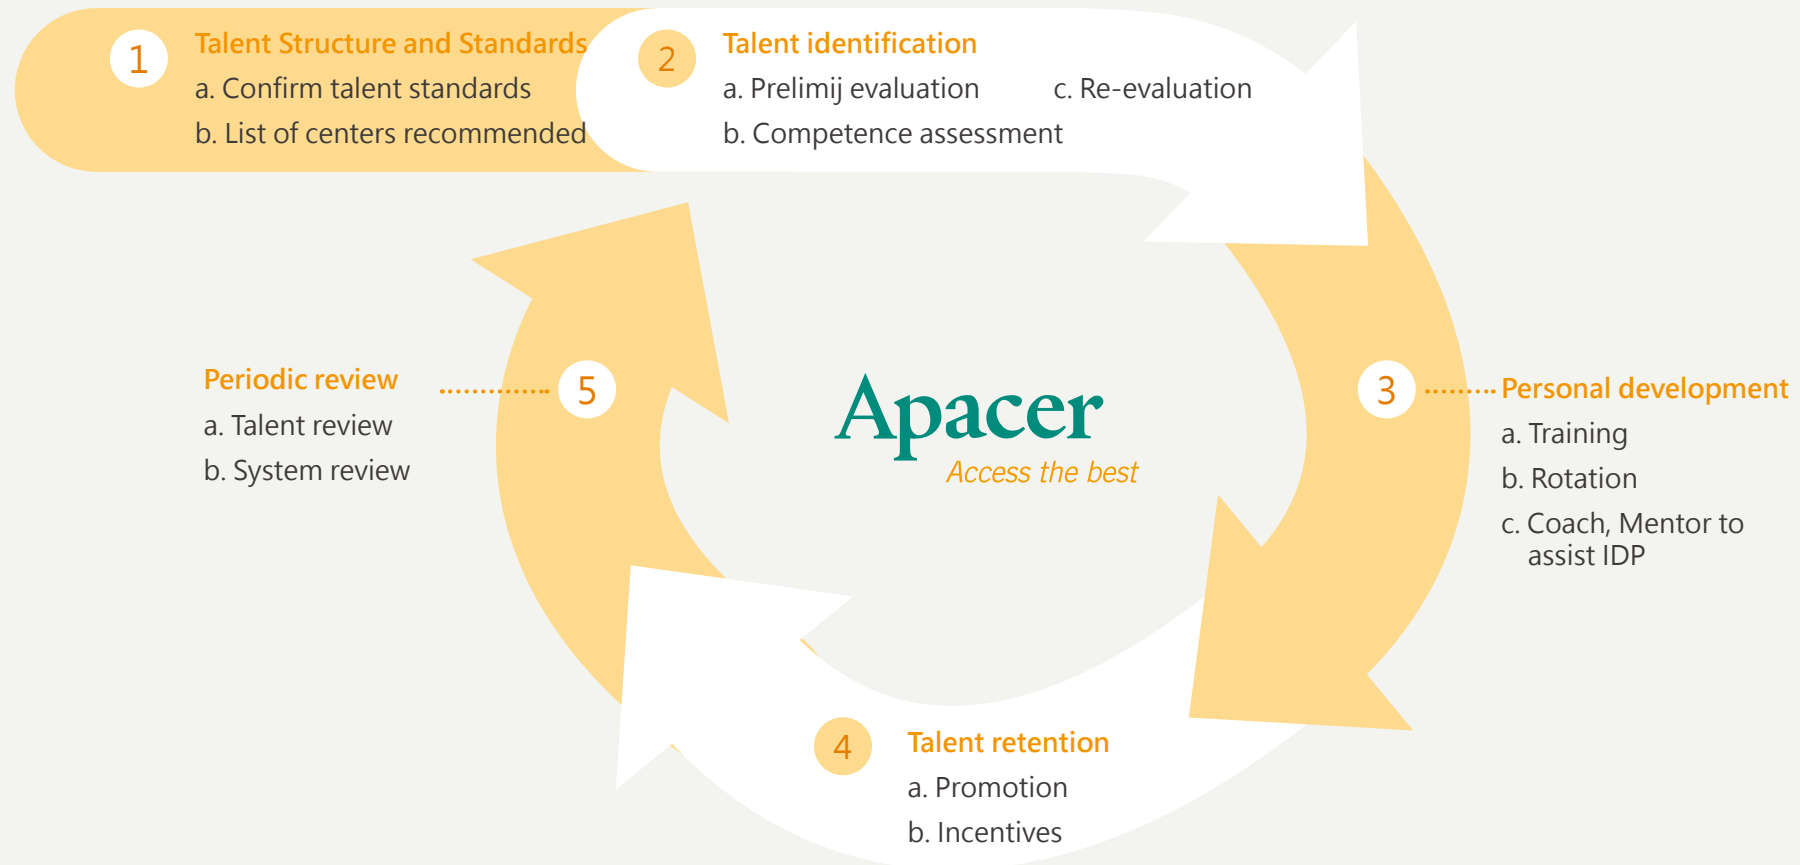 1
Talent Structure and Standards
a. Confirm talent standards
b. List of centers recommended
2
Talent identification
a. Prelimij evaluation
b. Competence assessment
c. Re-evaluation
3
Personal development
a. Training
b. Rotation
c. Coach, Mentor to
assist IDP
4
Talent retention
a. Promotion
b. Incentives
5
Periodic review
a. Talent review
b. System review
Apacer
Access the best